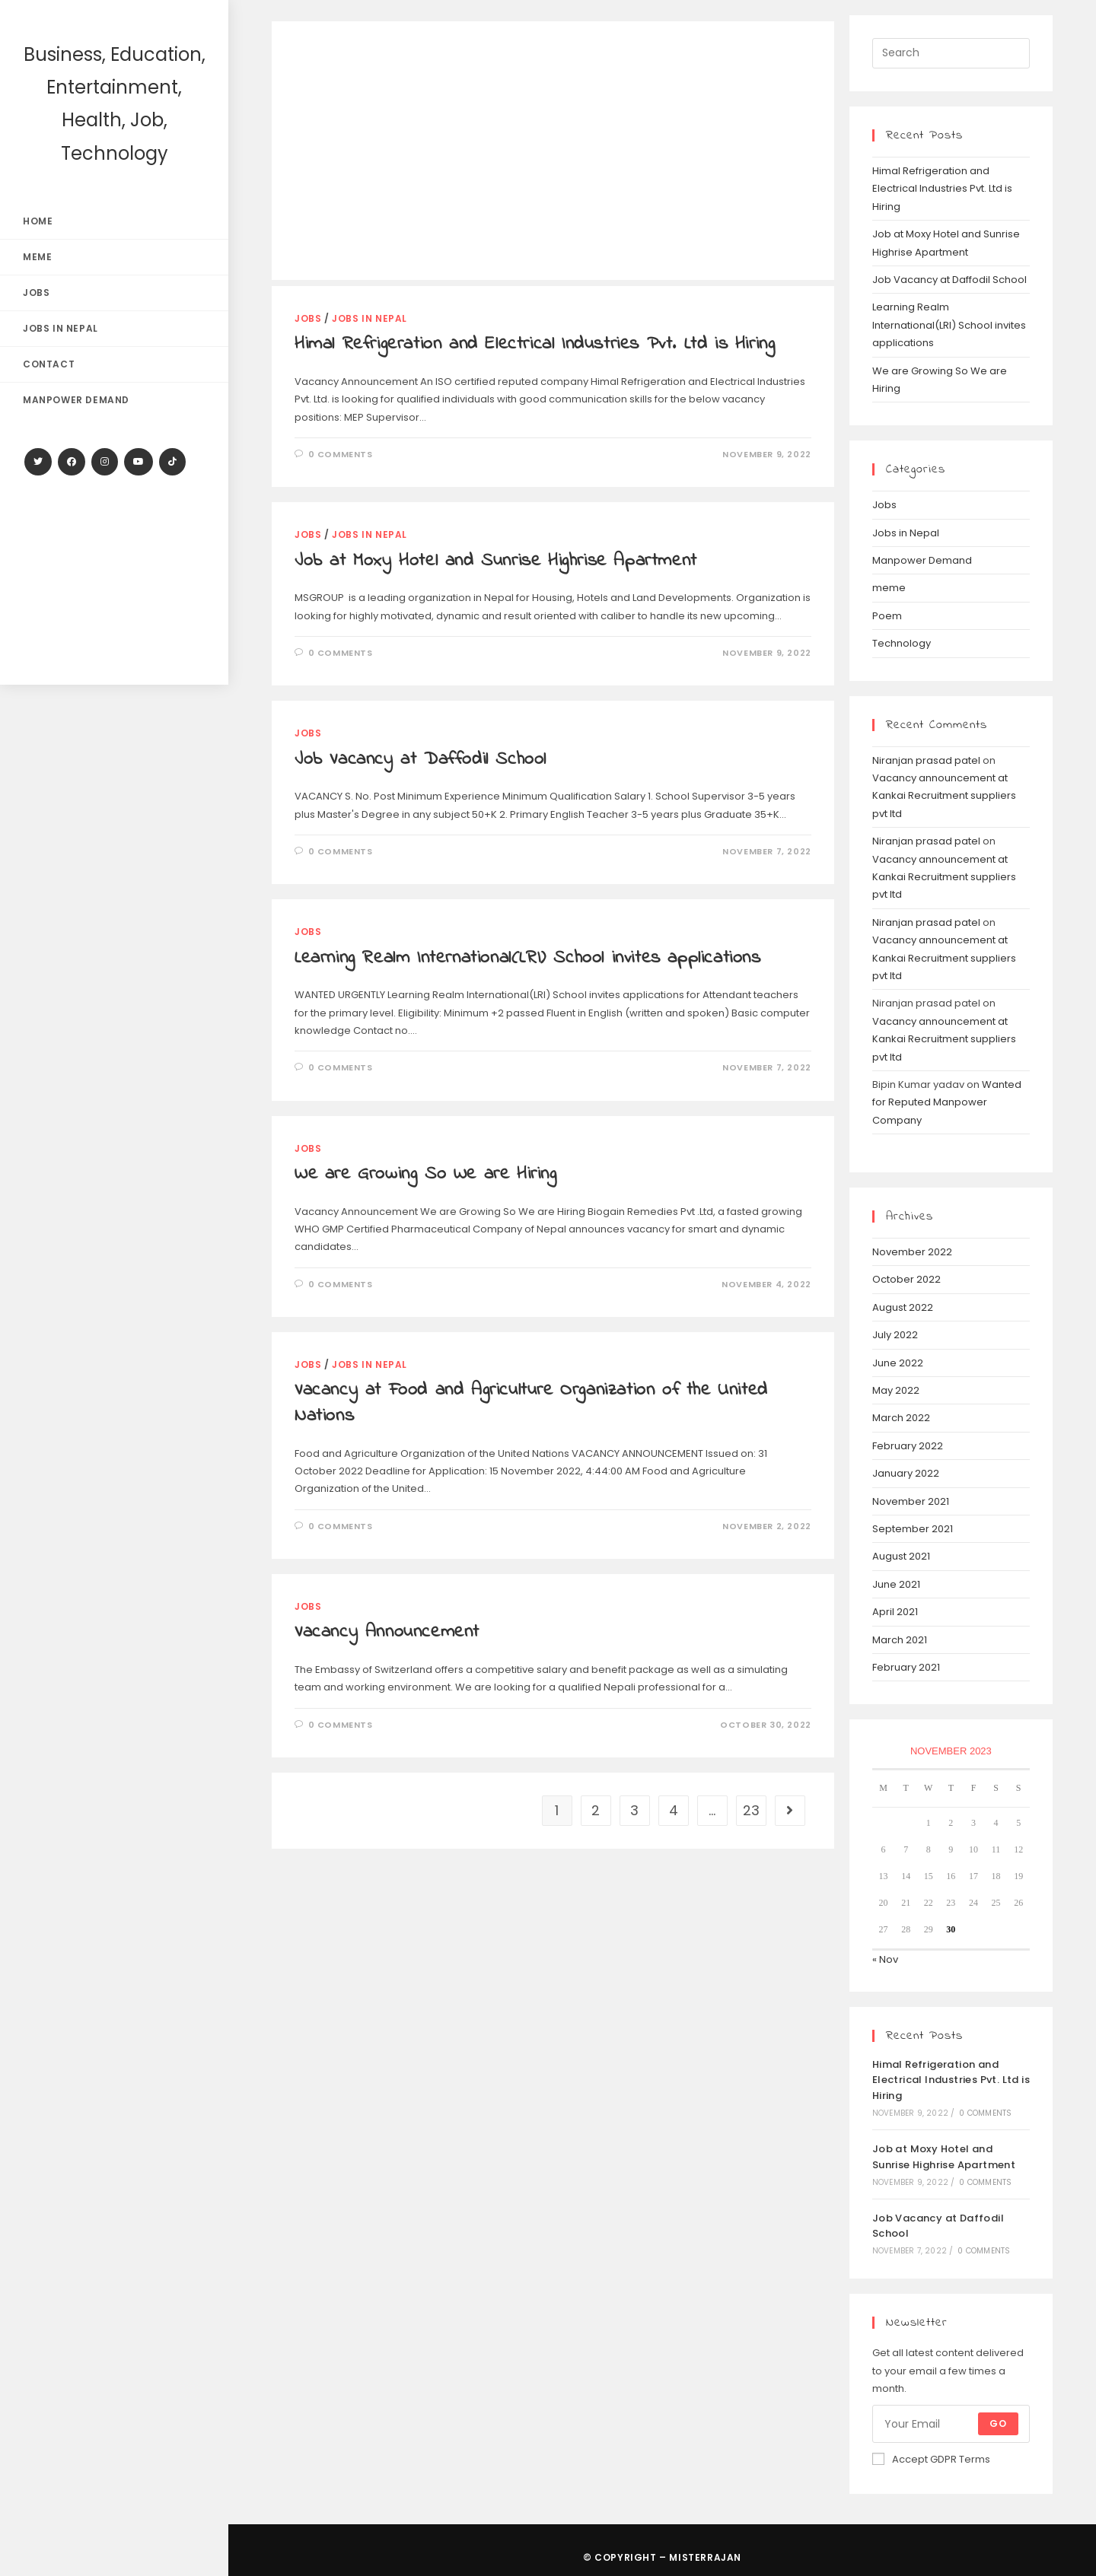 Business, Education,
Entertainment,
Health, Job,
Technology
HOME
MEME
JOBS
JOBS IN NEPAL
CONTACT
MANPOWER DEMAND
JOBS / JOBS IN NEPAL
Himal Refrigeration and Electrical Industries Pvt. Ltd is Hiring
Vacancy Announcement An ISO certified reputed company Himal Refrigeration and Electrical Industries
Pvt. Ltd. is looking for qualified individuals with good communication skills for the below vacancy
positions: MEP Supervisor…
0 COMMENTS
NOVEMBER 9, 2022
JOBS / JOBS IN NEPAL
Job at Moxy Hotel and Sunrise Highrise Apartment
MSGROUP is a leading organization in Nepal for Housing, Hotels and Land Developments. Organization is
looking for highly motivated, dynamic and result oriented with caliber to handle its new upcoming…
0 COMMENTS
NOVEMBER 9, 2022
JOBS
Job Vacancy at Daffodil School
VACANCY S. No. Post Minimum Experience Minimum Qualification Salary 1. School Supervisor 3-5 years
plus Master's Degree in any subject 50+K 2. Primary English Teacher 3-5 years plus Graduate 35+K…
0 COMMENTS
NOVEMBER 7, 2022
JOBS
Learning Realm International(LRI) School invites applications
WANTED URGENTLY Learning Realm International(LRI) School invites applications for Attendant teachers
for the primary level. Eligibility: Minimum +2 passed Fluent in English (written and spoken) Basic computer
knowledge Contact no.…
0 COMMENTS
NOVEMBER 7, 2022
JOBS
We are Growing So We are Hiring
Vacancy Announcement We are Growing So We are Hiring Biogain Remedies Pvt .Ltd, a fasted growing
WHO GMP Certified Pharmaceutical Company of Nepal announces vacancy for smart and dynamic
candidates…
0 COMMENTS
NOVEMBER 4, 2022
JOBS / JOBS IN NEPAL
Vacancy at Food and Agriculture Organization of the United
Nations
Food and Agriculture Organization of the United Nations VACANCY ANNOUNCEMENT Issued on: 31
October 2022 Deadline for Application: 15 November 2022, 4:44:00 AM Food and Agriculture
Organization of the United…
0 COMMENTS
NOVEMBER 2, 2022
JOBS
Vacancy Announcement
The Embassy of Switzerland offers a competitive salary and benefit package as well as a simulating
team and working environment. We are looking for a qualified Nepali professional for a…
0 COMMENTS
OCTOBER 30, 2022
1 2 3 4 … 23
Search
Recent Posts
Himal Refrigeration and
Electrical Industries Pvt. Ltd is
Hiring
Job at Moxy Hotel and Sunrise
Highrise Apartment
Job Vacancy at Daffodil School
Learning Realm
International(LRI) School invites
applications
We are Growing So We are
Hiring
Categories
Jobs
Jobs in Nepal
Manpower Demand
meme
Poem
Technology
Recent Comments
Niranjan prasad patel on
Vacancy announcement at
Kankai Recruitment suppliers
pvt ltd
Niranjan prasad patel on
Vacancy announcement at
Kankai Recruitment suppliers
pvt ltd
Niranjan prasad patel on
Vacancy announcement at
Kankai Recruitment suppliers
pvt ltd
Niranjan prasad patel on
Vacancy announcement at
Kankai Recruitment suppliers
pvt ltd
Bipin Kumar yadav on Wanted
for Reputed Manpower
Company
Archives
November 2022
October 2022
August 2022
July 2022
June 2022
May 2022
March 2022
February 2022
January 2022
November 2021
September 2021
August 2021
June 2021
April 2021
March 2021
February 2021
NOVEMBER 2023
M T W T F S S
1 2 3 4 5
6 7 8 9 10 11 12
13 14 15 16 17 18 19
20 21 22 23 24 25 26
27 28 29 30
« Nov
Recent Posts
Himal Refrigeration and
Electrical Industries Pvt. Ltd is
Hiring
NOVEMBER 9, 2022 / 0 COMMENTS
Job at Moxy Hotel and
Sunrise Highrise Apartment
NOVEMBER 9, 2022 / 0 COMMENTS
Job Vacancy at Daffodil
School
NOVEMBER 7, 2022 / 0 COMMENTS
Newsletter
Get all latest content delivered
to your email a few times a
month.
Your Email GO
Accept GDPR Terms
© COPYRIGHT – MISTERRAJAN